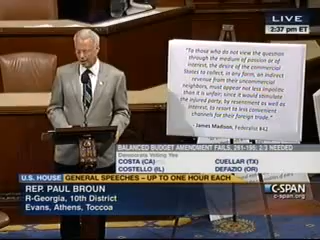 LIVE
2:37 pm ET
"To those who do not view the question
through the medium of passion or of
interest, the desire of the commercial
States to collect, in any form, an indirect
revenue from their uncommercial
neighbors, must appear not less impolitic
than it is unfair; since it would stimulate
the injured party, by resentment as well as
interest, to resort to less convenient
channels for their foreign trade."
- James Madison, Federalist #42
BALANCED BUDGET AMENDMENT FAILS, 261-165; 2/3 NEEDED
Democrats Voting Yes
COSTA (CA)
CUELLAR (TX)
COSTELLO (IL)
DEFAZIO (OR)
U.S. HOUSE
GENERAL SPEECHES – UP TO ONE HOUR EACH
REP. PAUL BROUN
R-Georgia, 10th District
Evans, Athens, Toccoa
C-SPAN
c-span.org